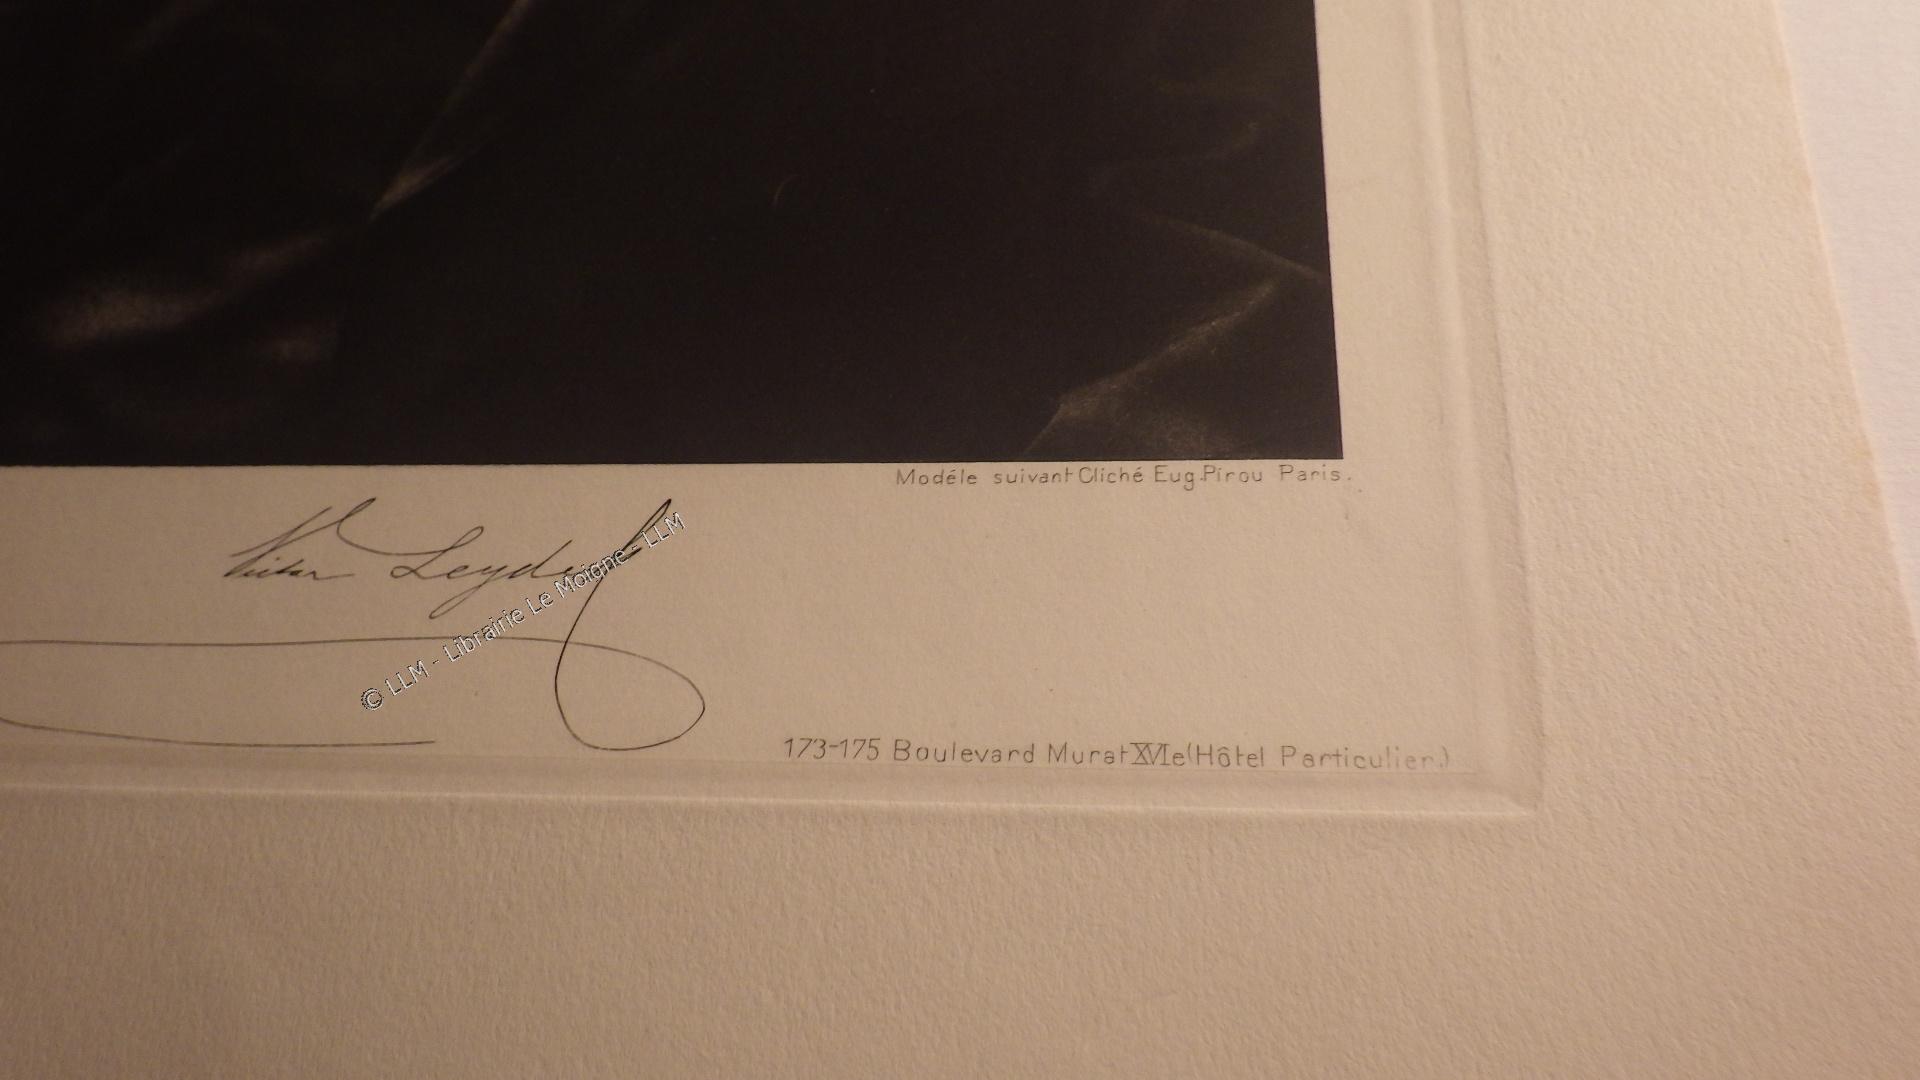 Modéle suivant Cliché Eug. Pirou Paris.
Victor Leydet
© LLM - Librairie Le Moigne - LLM
173-175 Boulevard Murat XVIe (Hôtel Particulier.)